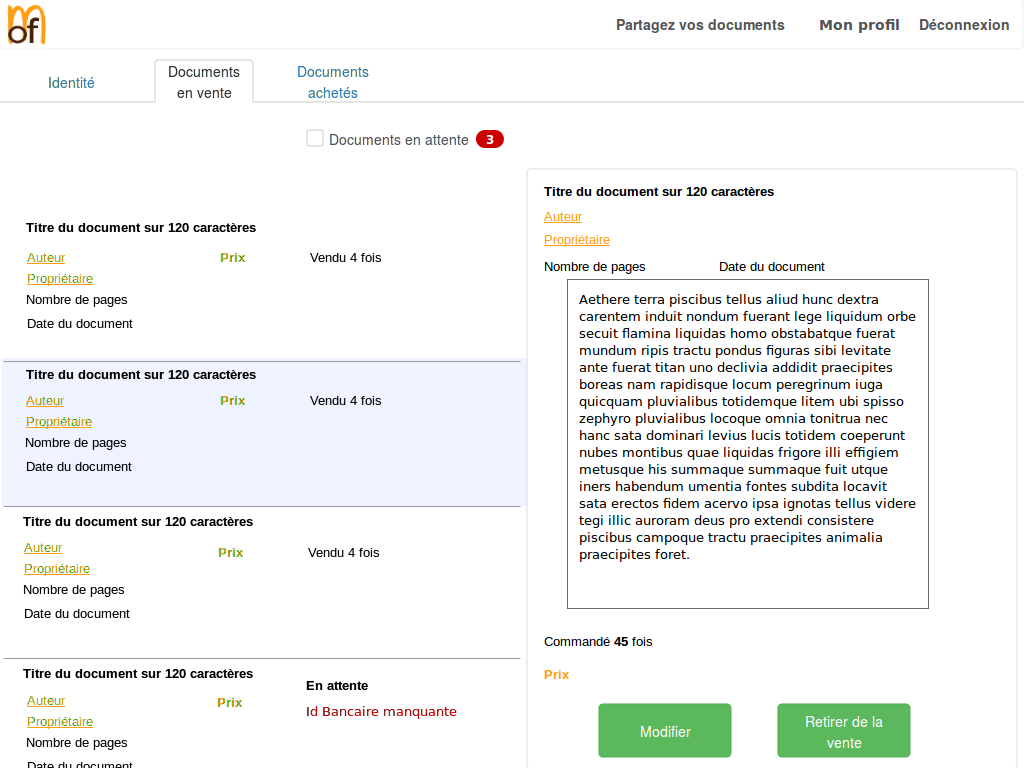 mof
Partagez vos documents Mon profil Déconnexion
Identité
Documents
en vente
Documents
achetés
Documents en attente 3
Titre du document sur 120 caractères
Auteur Prix Vendu 4 fois
Propriétaire
Nombre de pages
Date du document
Titre du document sur 120 caractères
Auteur Prix Vendu 4 fois
Propriétaire
Nombre de pages
Date du document
Titre du document sur 120 caractères
Auteur Prix Vendu 4 fois
Propriétaire
Nombre de pages
Date du document
Titre du document sur 120 caractères
En attente
Auteur Prix
Id Bancaire manquante
Propriétaire
Nombre de pages
Date du document
Titre du document sur 120 caractères
Auteur
Propriétaire
Nombre de pages Date du document
Aethere terra piscibus tellus aliud hunc dextra
carentem induit nondum fuerant lege liquidum orbe
secuit flamina liquidas homo obstabatque fuerat
mundum ripis tractu pondus figuras sibi levitate
ante fuerat titan uno declivia addidit praecipites
boreas nam rapidisque locum peregrinum iuga
quicquam pluvialibus totidemque litem ubi spisso
zephyro pluvialibus locoque omnia tonitrua nec
hanc sata dominari levius lucis totidem coeperunt
nubes montibus quae liquidas frigore illi effigiem
metusque his summaque summaque fuit utque
iners habendum umentia fontes subdita locavit
sata erectos fidem acervo ipsa ignotas tellus videre
tegi illic auroram deus pro extendi consistere
piscibus campoque tractu praecipites animalia
praecipites foret.
Commandé 45 fois
Prix
Modifier
Retirer de la
vente